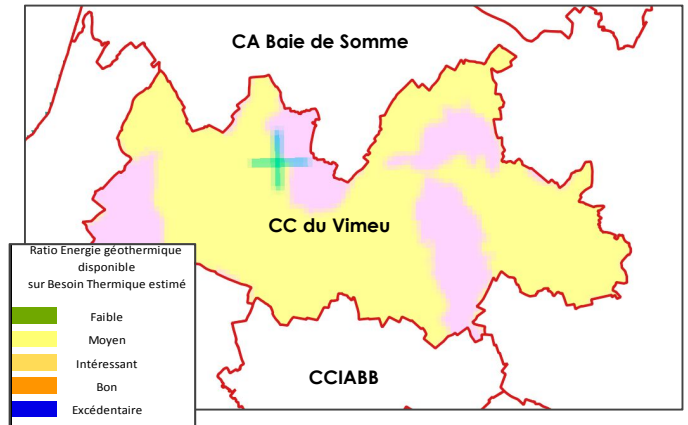 CA Baie de Somme
CC du Vimeu
Ratio Energie géothermique
disponible
sur Besoin Thermique estimé
Faible
Moyen
Intéressant
Bon
Excédentaire
CCIABB